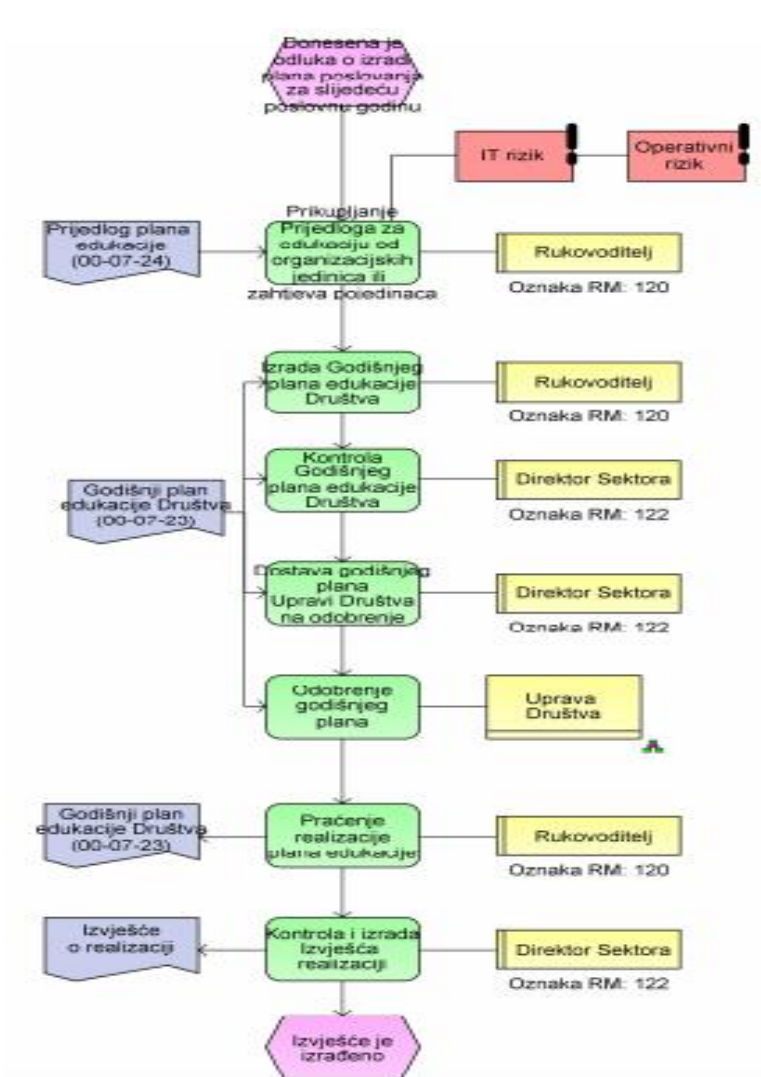 Donesena je
odluka o izradi
plana poslovanja
za slijedeću
poslovnu godinu
IT rizik
Operativni
rizik
Prikupljanje
Prijedloga za
edukaciju od
organizacijskih
jedinica ili
zahtjeva pojedinaca
Prijedlog plana
edukacije
(00-07-24)
Rukovoditelj
Oznaka RM: 120
Izrada Godišnjeg
plana edukacije
Društva
Rukovoditelj
Oznaka RM: 120
Kontrola
Godišnjeg
plana edukacije
Društva
Direktor Sektora
Oznaka RM: 122
Godišnji plan
edukacije Društva
(00-07-23)
Dostava godišnjeg
plana
Upravi Društva
na odobrenje
Direktor Sektora
Oznaka RM: 122
Odobrenje
godišnjeg
plana
Uprava
Društva
Godišnji plan
edukacije Društva
(00-07-23)
Praćenje
realizacije
plana edukacije
Rukovoditelj
Oznaka RM: 120
Izvješće
o realizaciji
Kontrola i izrada
Izvješća
realizaciji
Direktor Sektora
Oznaka RM: 122
Izvješće je
izrađeno